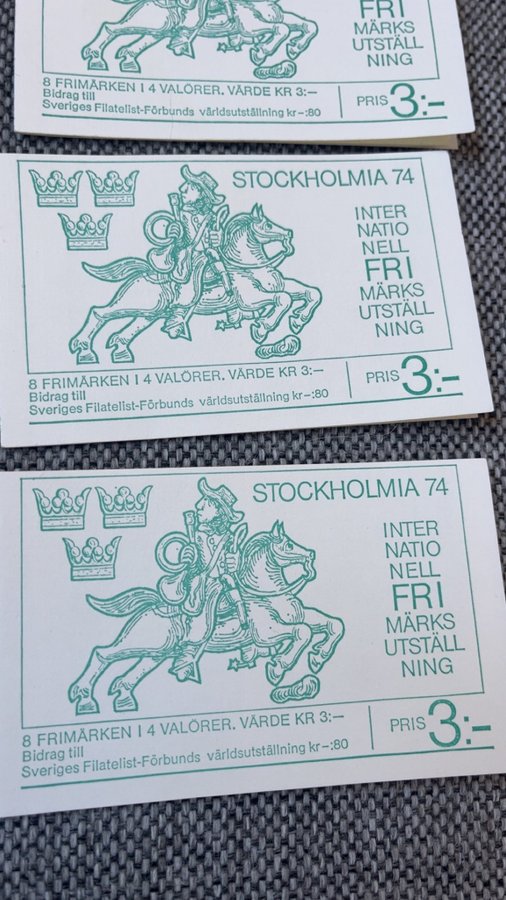 FRI
MÄRKS
UTSTÄLL
NING
8 FRIMÄRKEN I 4 VALÖRER. VÄRDE KR 3:—
Bidrag till
Sveriges Filatelist-Förbunds världsutställning kr –:80
PRIS 3:–
STOCKHOLMIA 74
INTER
NATIO
NELL
FRI
MÄRKS
UTSTÄLL
NING
8 FRIMÄRKEN I 4 VALÖRER. VÄRDE KR 3:—
Bidrag till
Sveriges Filatelist-Förbunds världsutställning kr –:80
PRIS 3:–
STOCKHOLMIA 74
INTER
NATIO
NELL
FRI
MÄRKS
UTSTÄLL
NING
8 FRIMÄRKEN I 4 VALÖRER. VÄRDE KR 3:—
Bidrag till
Sveriges Filatelist-Förbunds världsutställning kr –:80
PRIS 3:–